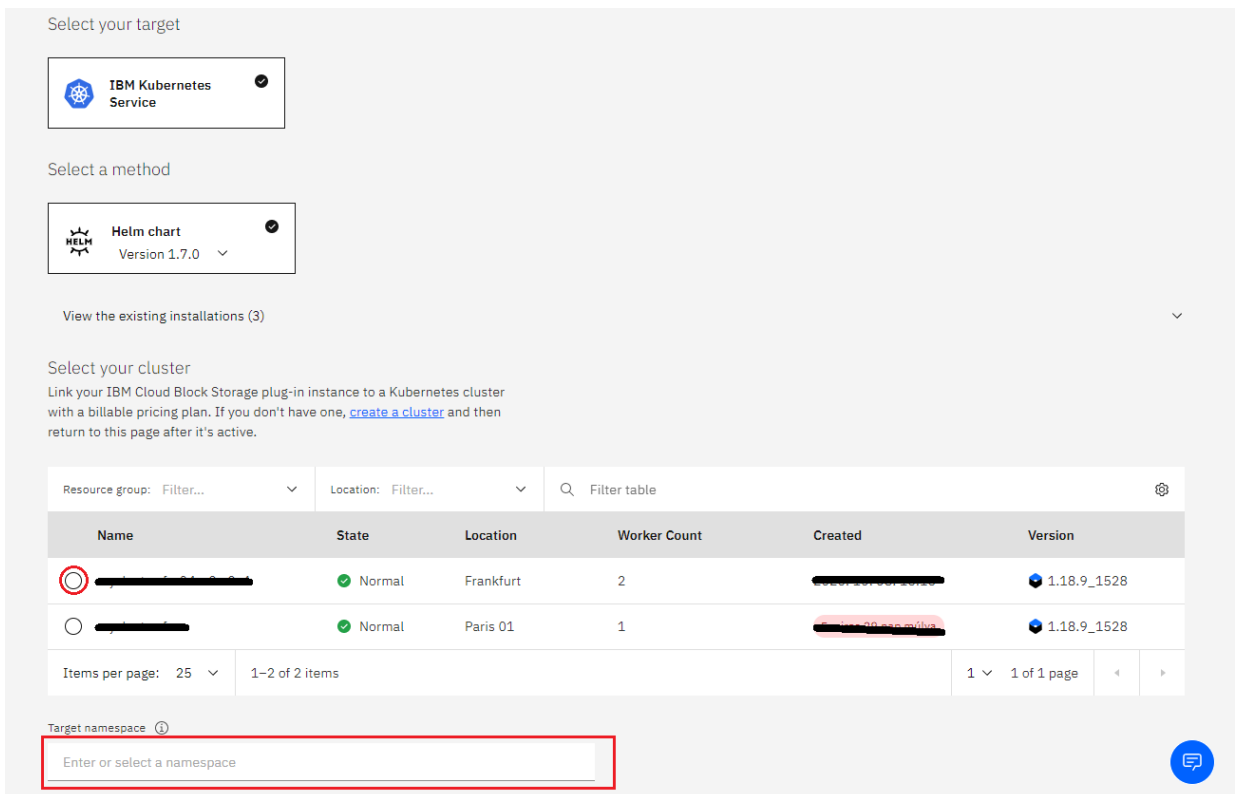 Select your target
IBM Kubernetes
Service
Select a method
HELM
Helm chart
Version 1.7.0
View the existing installations (3)
Select your cluster
Link your IBM Cloud Block Storage plug-in instance to a Kubernetes cluster
with a billable pricing plan. If you don't have one, create a cluster and then
return to this page after it's active.
Resource group: Filter... Location: Filter... Filter table
Name State Location Worker Count Created Version
Normal Frankfurt 2 1.18.9_1528
Normal Paris 01 1 1.18.9_1528
Items per page: 25 1–2 of 2 items 1 1 of 1 page
Target namespace
Enter or select a namespace